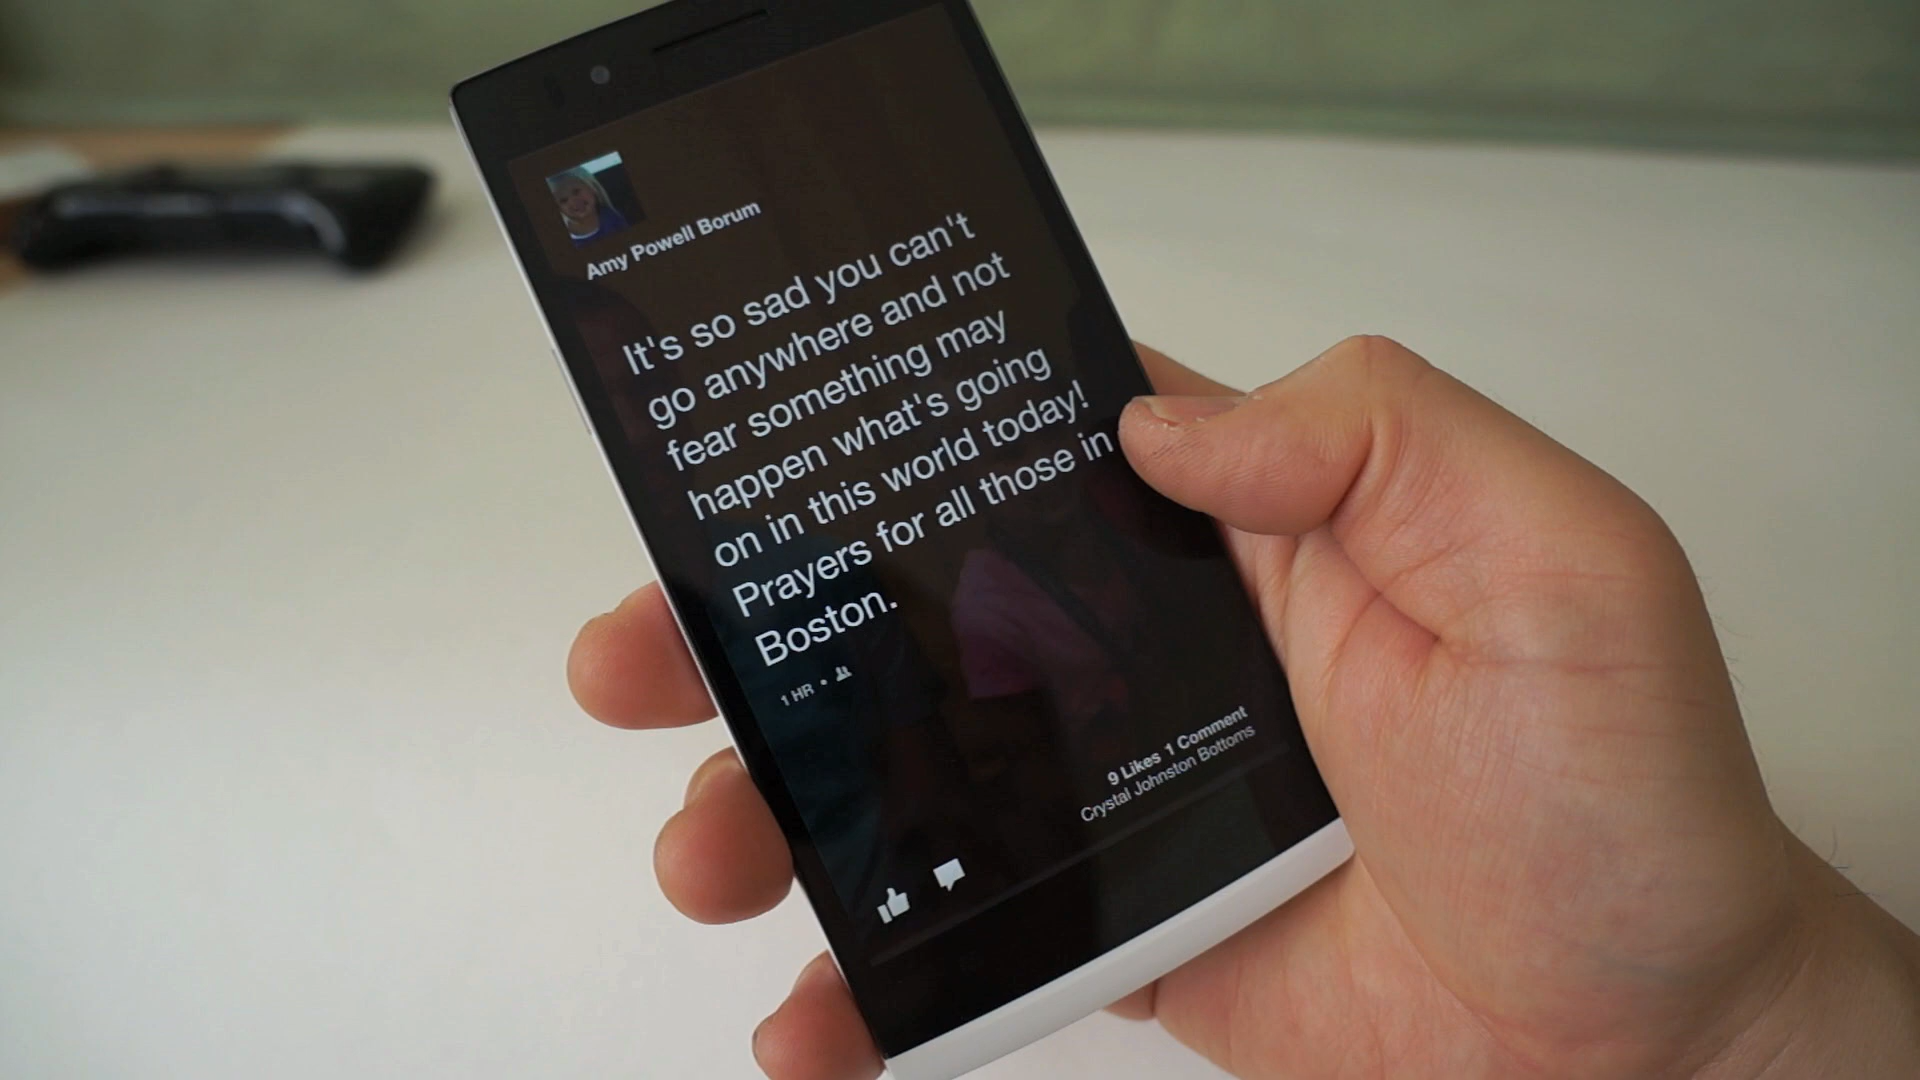 Amy Powell Borum
It's so sad you can't
go anywhere and not
fear something may
happen what's going
on in this world today!
Prayers for all those in
Boston.
1 HR •
9 Likes 1 Comment
Crystal Johnston Bottoms